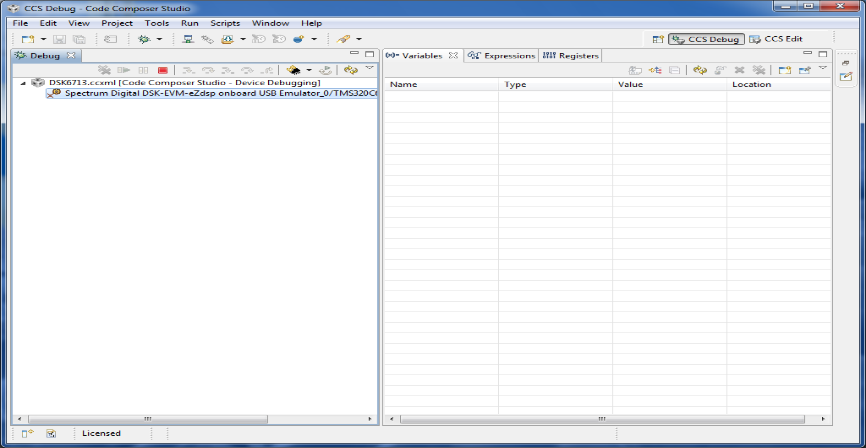 CCS Debug - Code Composer Studio
File Edit View Project Tools Run Scripts Window Help
CCS Debug CCS Edit
Debug
Variables Expressions Registers
DSK6713.ccxml [Code Composer Studio - Device Debugging]
Spectrum Digital DSK-EVM-eZdsp onboard USB Emulator_0/TMS320C6
Name Type Value Location
Licensed